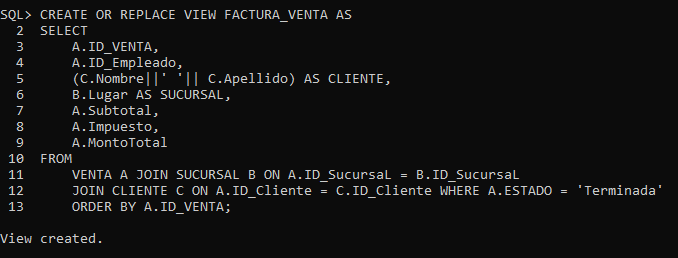 SQL> CREATE OR REPLACE VIEW FACTURA_VENTA AS
2 SELECT
3 A.ID_VENTA,
4 A.ID_Empleado,
5 (C.Nombre||' '|| C.Apellido) AS CLIENTE,
6 B.Lugar AS SUCURSAL,
7 A.Subtotal,
8 A.Impuesto,
9 A.MontoTotal
10 FROM
11 VENTA A JOIN SUCURSAL B ON A.ID_SucursaL = B.ID_SucursaL
12 JOIN CLIENTE C ON A.ID_Cliente = C.ID_Cliente WHERE A.ESTADO = 'Terminada'
13 ORDER BY A.ID_VENTA;
View created.